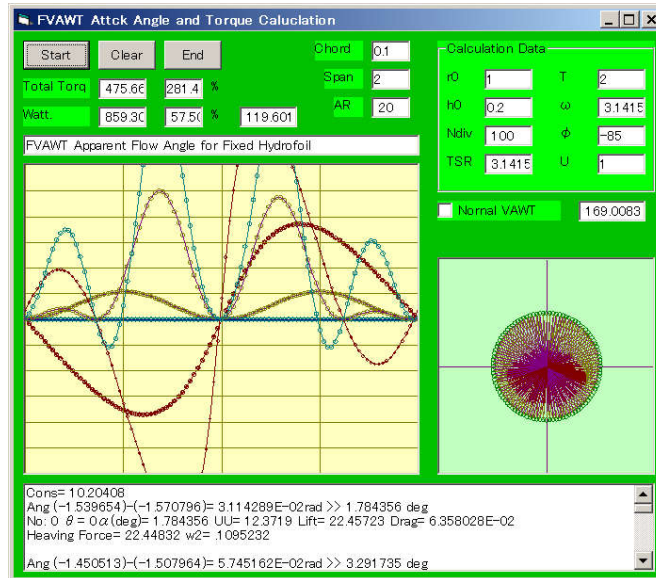 FVAWT Attck Angle and Torque Caluclation
Start Clear End
Chord 0.1
Span 2
AR 20
Total Torq 475.66 281.4 %
Watt. 859.30 57.50 % 119.601
FVAWT Apparent Flow Angle for Fixed Hydrofoil
Calculation Data
r0 1 T 2
h0 0.2 ω 3.1415
Ndiv 100 φ -85
TSR 3.1415 U 1
Nornal VAWT 169.0083
Cons= 10.20408
Ang (-1.539654)-(-1.570796)= 3.114289E-02rad >> 1.784356 deg
No: 0 θ = 0α(deg)= 1.784356 UU= 12.3719 Lift= 22.45723 Drag= 6.358028E-02
Heaving Force= 22.44832 w2= .1095232
Ang (-1.450513)-(-1.507964)= 5.745162E-02rad >> 3.291735 deg